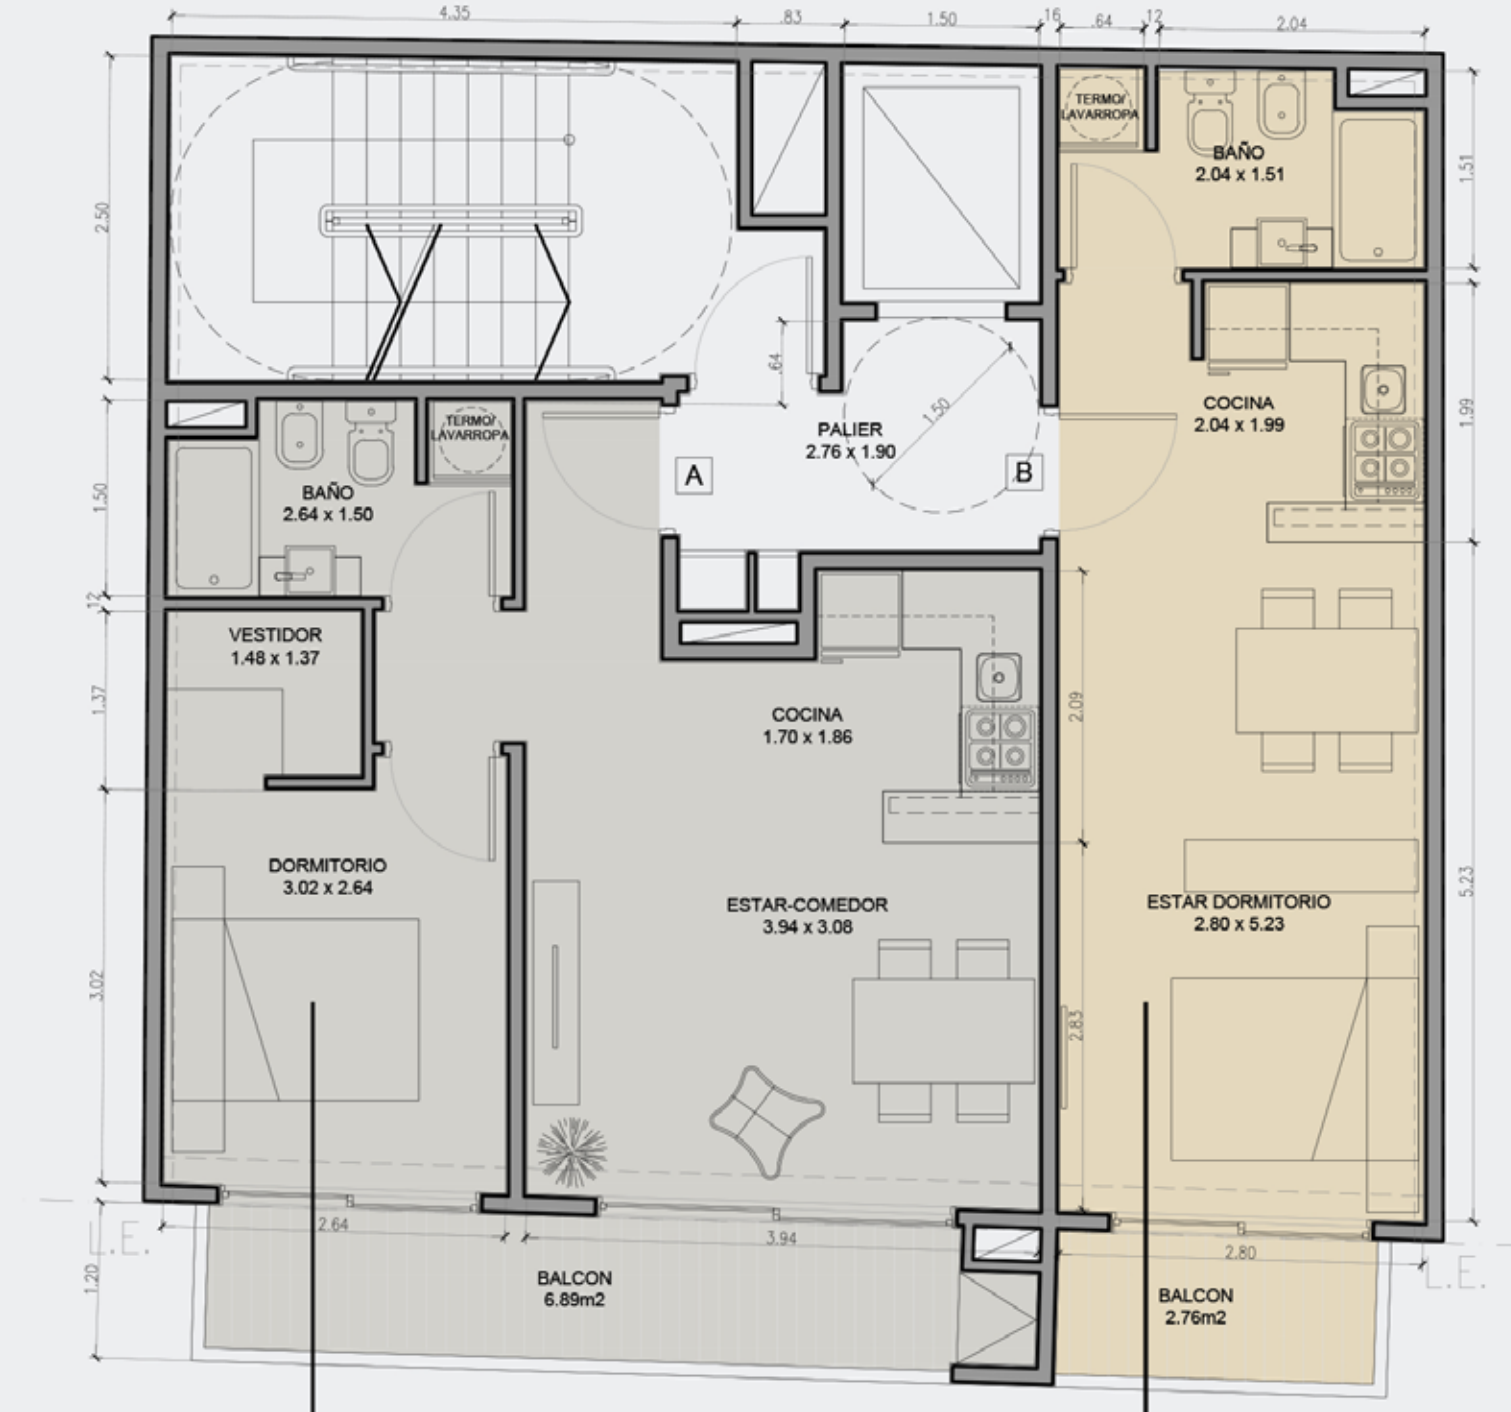 4.35
.83
1.50
16
.64
12
2.04
TERMO/
LAVARROPA
BAÑO
2.04 x 1.51
1.51
2.50
.64
1.50
PALIER
2.76 x 1.90
A
B
COCINA
2.04 x 1.99
1.99
TERMO/
LAVARROPA
BAÑO
2.64 x 1.50
1.50
12
VESTIDOR
1.48 x 1.37
1.37
COCINA
1.70 x 1.86
2.09
DORMITORIO
3.02 x 2.64
ESTAR-COMEDOR
3.94 x 3.08
ESTAR DORMITORIO
2.80 x 5.23
5.23
3.02
2.83
2.64
3.94
2.80
L.E.
L.E.
1.20
BALCON
6.89m2
BALCON
2.76m2